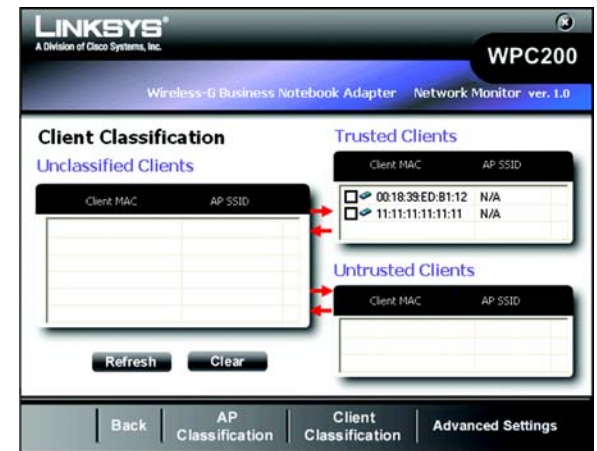 LINKSYS®
A Division of Cisco Systems, Inc.
WPC200
Wireless-G Business Notebook Adapter Network Monitor ver. 1.0
Client Classification
Unclassified Clients
Client MAC AP SSID
Refresh Clear
Trusted Clients
Client MAC AP SSID
00:18:39:ED:B1:12 N/A
11:11:11:11:11:11 N/A
Untrusted Clients
Client MAC AP SSID
Back
AP Classification
Client Classification
Advanced Settings